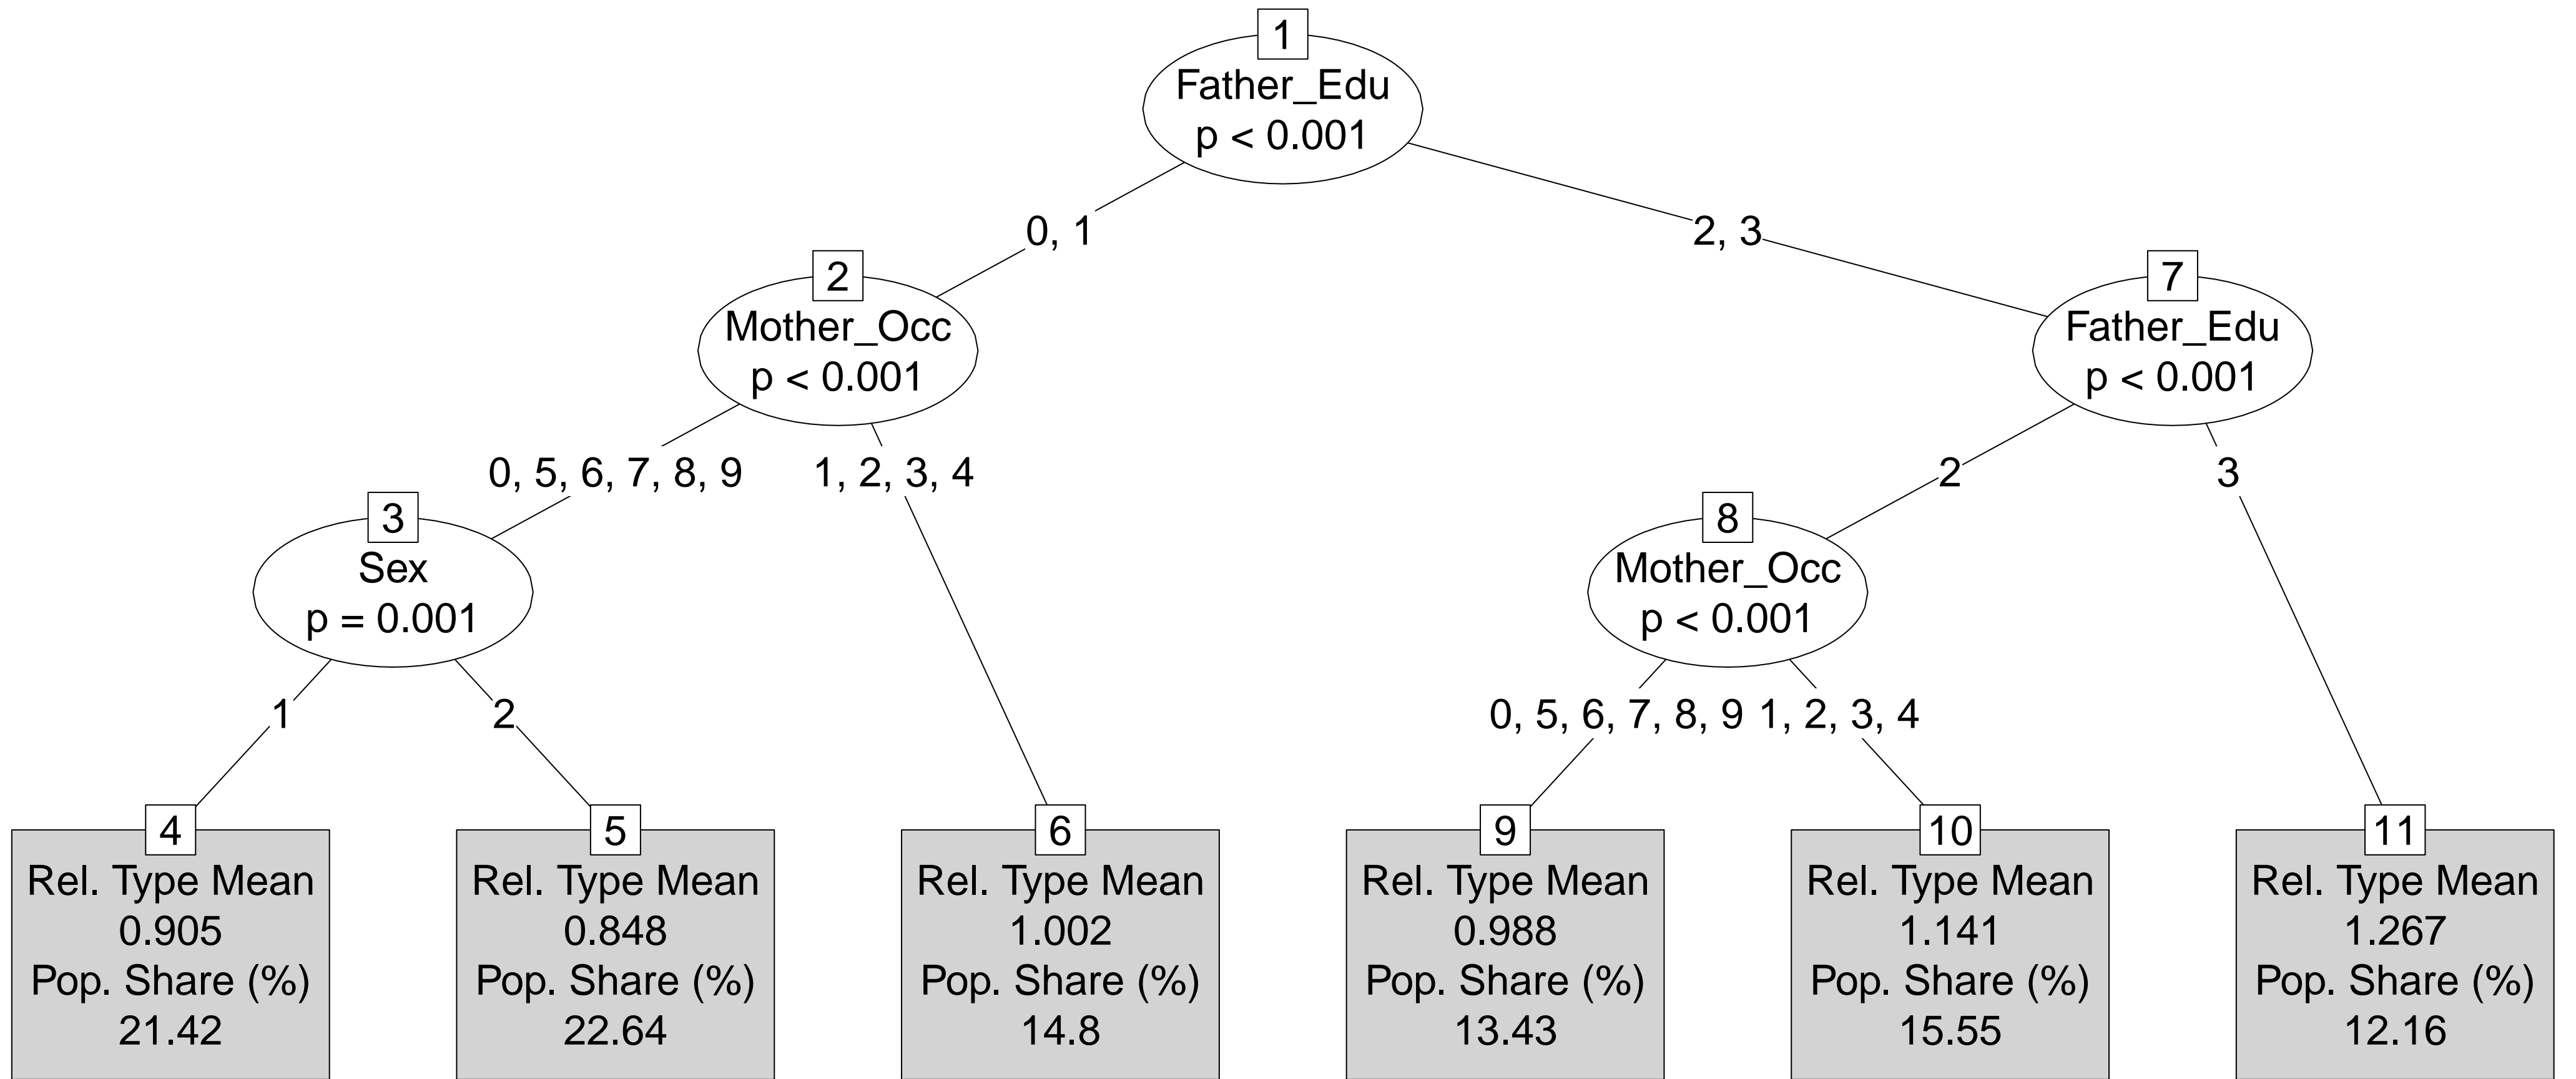 1
Father_Edu
p < 0.001
0, 1
2, 3
2
Mother_Occ
p < 0.001
7
Father_Edu
p < 0.001
0, 5, 6, 7, 8, 9
1, 2, 3, 4
2
3
3
Sex
p = 0.001
8
Mother_Occ
p < 0.001
1
2
0, 5, 6, 7, 8, 9
1, 2, 3, 4
4
Rel. Type Mean
0.905
Pop. Share (%)
21.42
5
Rel. Type Mean
0.848
Pop. Share (%)
22.64
6
Rel. Type Mean
1.002
Pop. Share (%)
14.8
9
Rel. Type Mean
0.988
Pop. Share (%)
13.43
10
Rel. Type Mean
1.141
Pop. Share (%)
15.55
11
Rel. Type Mean
1.267
Pop. Share (%)
12.16